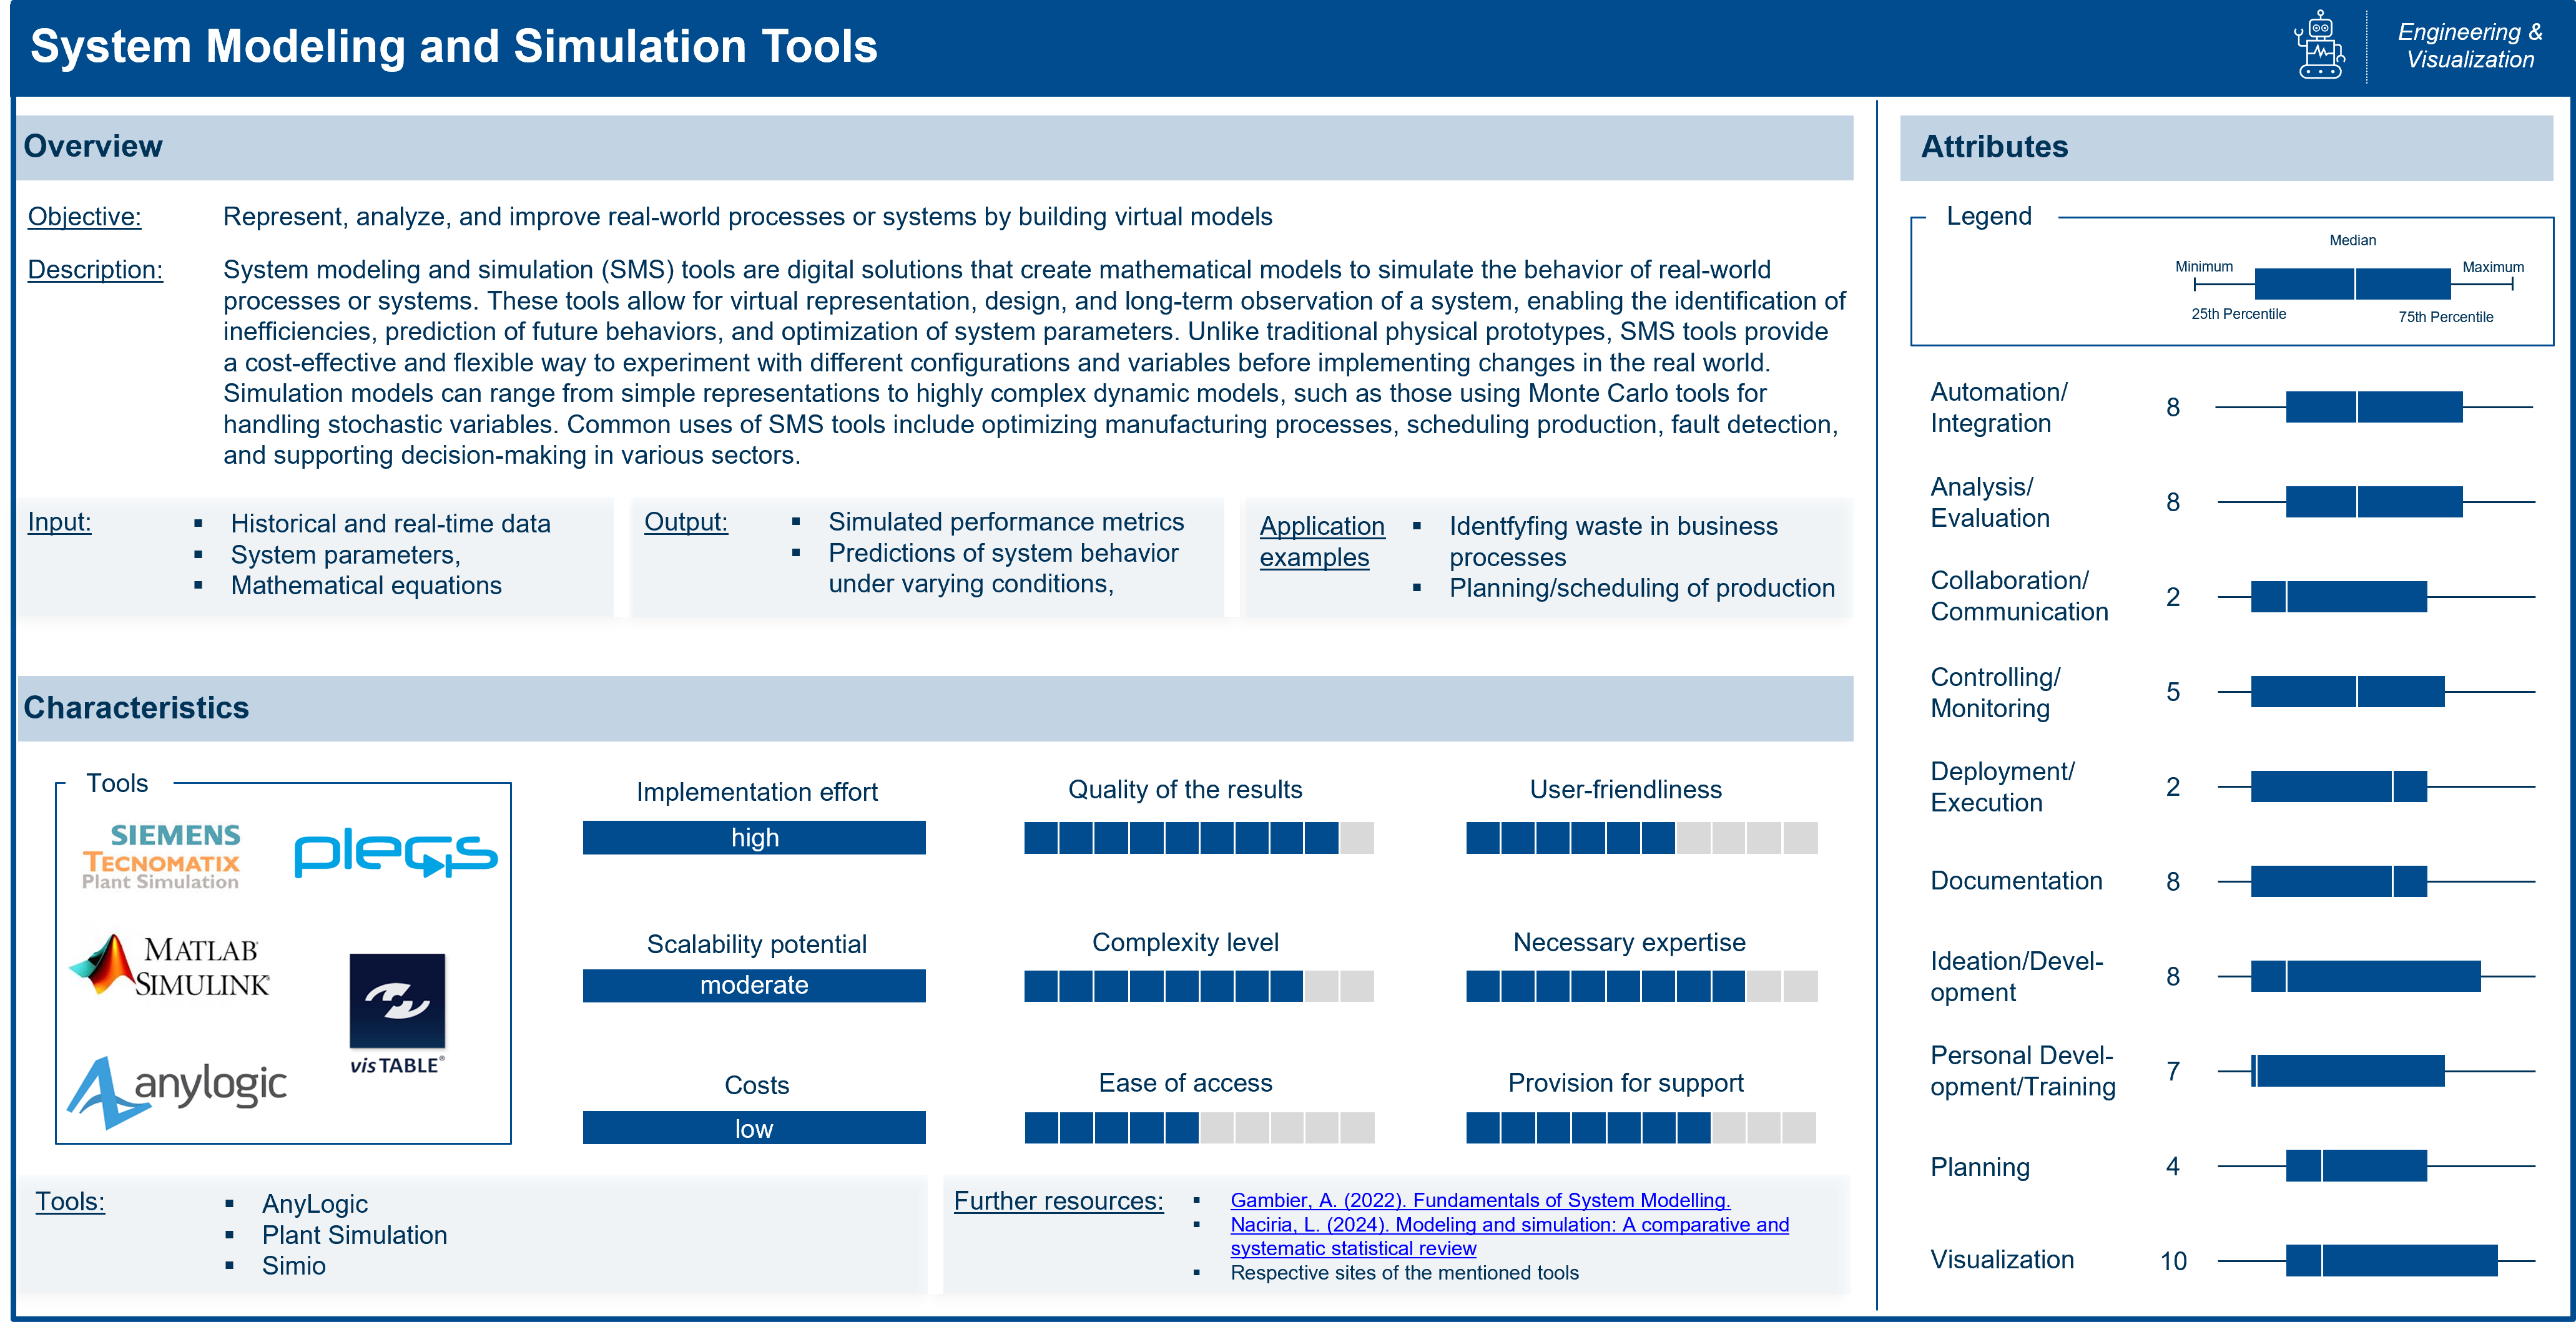 System Modeling and Simulation Tools
Engineering &
Visualization
Overview
Objective:
Represent, analyze, and improve real-world processes or systems by building virtual models
Description:
System modeling and simulation (SMS) tools are digital solutions that create mathematical models to simulate the behavior of real-world
processes or systems. These tools allow for virtual representation, design, and long-term observation of a system, enabling the identification of
inefficiencies, prediction of future behaviors, and optimization of system parameters. Unlike traditional physical prototypes, SMS tools provide
a cost-effective and flexible way to experiment with different configurations and variables before implementing changes in the real world.
Simulation models can range from simple representations to highly complex dynamic models, such as those using Monte Carlo tools for
handling stochastic variables. Common uses of SMS tools include optimizing manufacturing processes, scheduling production, fault detection,
and supporting decision-making in various sectors.
Input:
▪ Historical and real-time data
▪ System parameters,
▪ Mathematical equations
Output:
▪ Simulated performance metrics
▪ Predictions of system behavior
under varying conditions,
Application
examples
▪ Identfyfing waste in business
processes
▪ Planning/scheduling of production
Characteristics
Tools
SIEMENS
TECNOMATIX
Plant Simulation
plecs
MATLAB
SIMULINK®
visTABLE®
anylogic
Implementation effort
high
Quality of the results
User-friendliness
Scalability potential
moderate
Complexity level
Necessary expertise
Costs
low
Ease of access
Provision for support
Tools:
▪ AnyLogic
▪ Plant Simulation
▪ Simio
Further resources:
▪ Gambier, A. (2022). Fundamentals of System Modelling.
▪ Naciria, L. (2024). Modeling and simulation: A comparative and
systematic statistical review
▪ Respective sites of the mentioned tools
Attributes
Legend
Median
Minimum
Maximum
25th Percentile
75th Percentile
Automation/
Integration
8
Analysis/
Evaluation
8
Collaboration/
Communication
2
Controlling/
Monitoring
5
Deployment/
Execution
2
Documentation
8
Ideation/Devel-
opment
8
Personal Devel-
opment/Training
7
Planning
4
Visualization
10